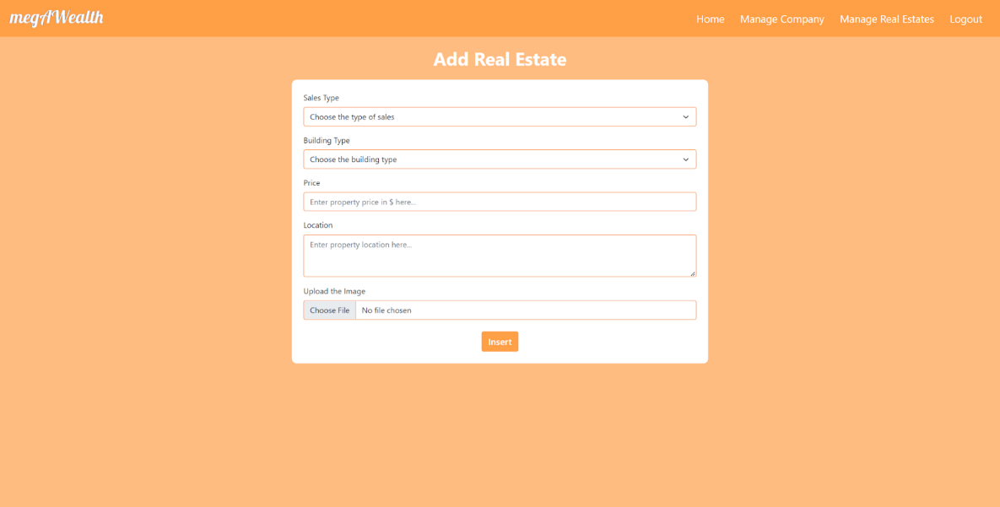 megAWealth
Home Manage Company Manage Real Estates Logout
Add Real Estate
Sales Type
Choose the type of sales
Building Type
Choose the building type
Price
Enter property price in $ here...
Location
Enter property location here...
Upload the Image
Choose File No file chosen
Insert